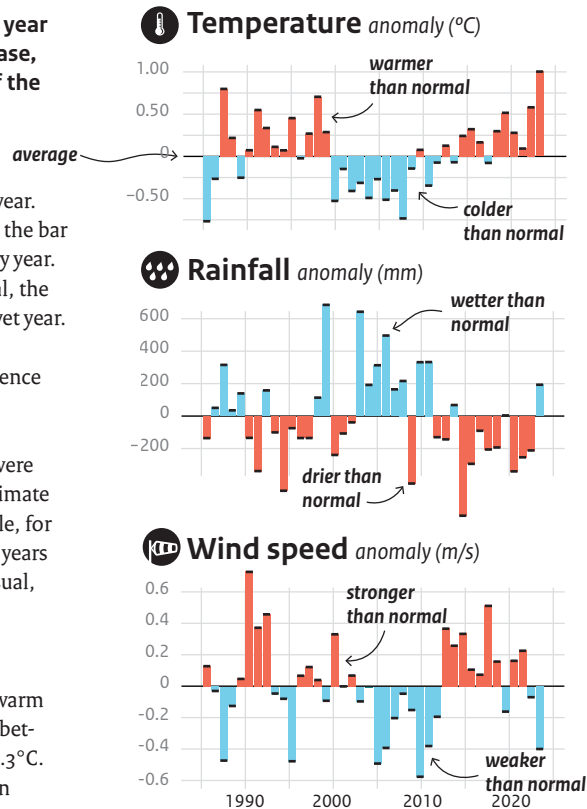 year
ase,
f the
year.
the bar
y year.
al, the
wet year.
ence
were
imate
le, for
years
sual,
warm
bet-
.3°C.
n
Temperature anomaly (°C)
1.00
0.50
0
-0.50
average
warmer
than normal
colder
than normal
Rainfall anomaly (mm)
600
400
200
0
-200
wetter than
normal
drier than
normal
Wind speed anomaly (m/s)
0.6
0.4
0.2
0
-0.2
-0.4
-0.6
stronger
than normal
weaker
than normal
1990 2000 2010 2020